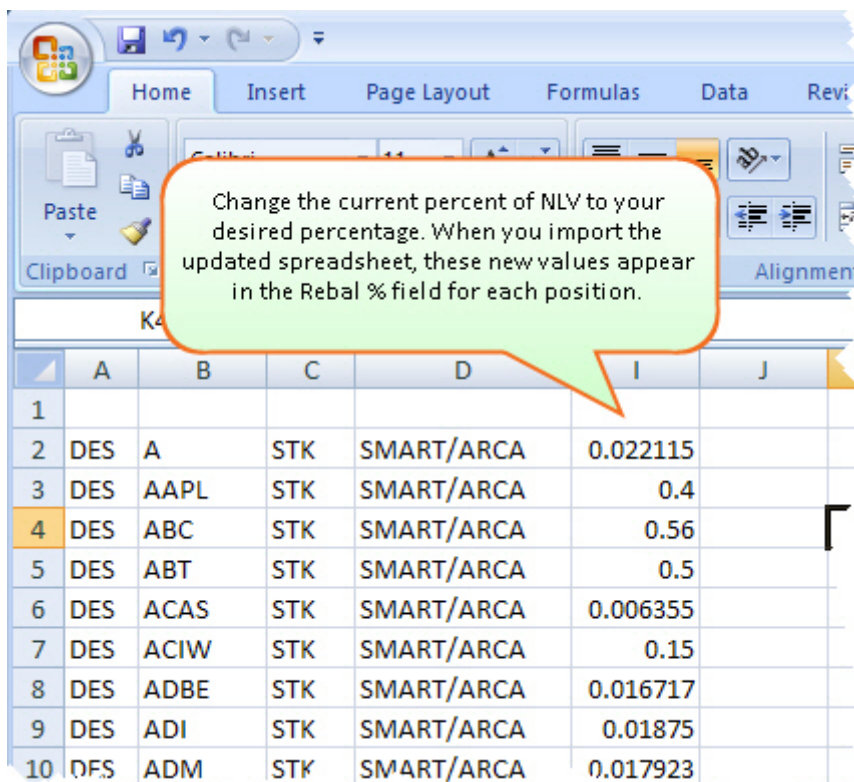 Home Insert Page Layout Formulas Data
Paste
Clipboard
Change the current percent of NLV to your
desired percentage. When you import the
updated spreadsheet, these new values appear
in the Rebal % field for each position.
A B C D I J
1
2 DES A STK SMART/ARCA 0.022115
3 DES AAPL STK SMART/ARCA 0.4
4 DES ABC STK SMART/ARCA 0.56
5 DES ABT STK SMART/ARCA 0.5
6 DES ACAS STK SMART/ARCA 0.006355
7 DES ACIW STK SMART/ARCA 0.15
8 DES ADBE STK SMART/ARCA 0.016717
9 DES ADI STK SMART/ARCA 0.01875
10 DES ADM STK SMART/ARCA 0.017923